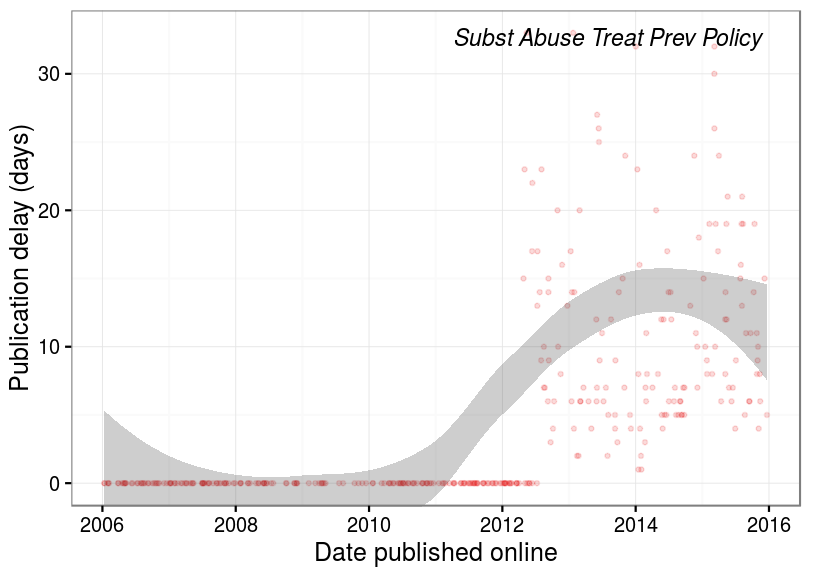 Subst Abuse Treat Prev Policy
Publication delay (days)
30
20
10
0
2006 2008 2010 2012 2014 2016
Date published online